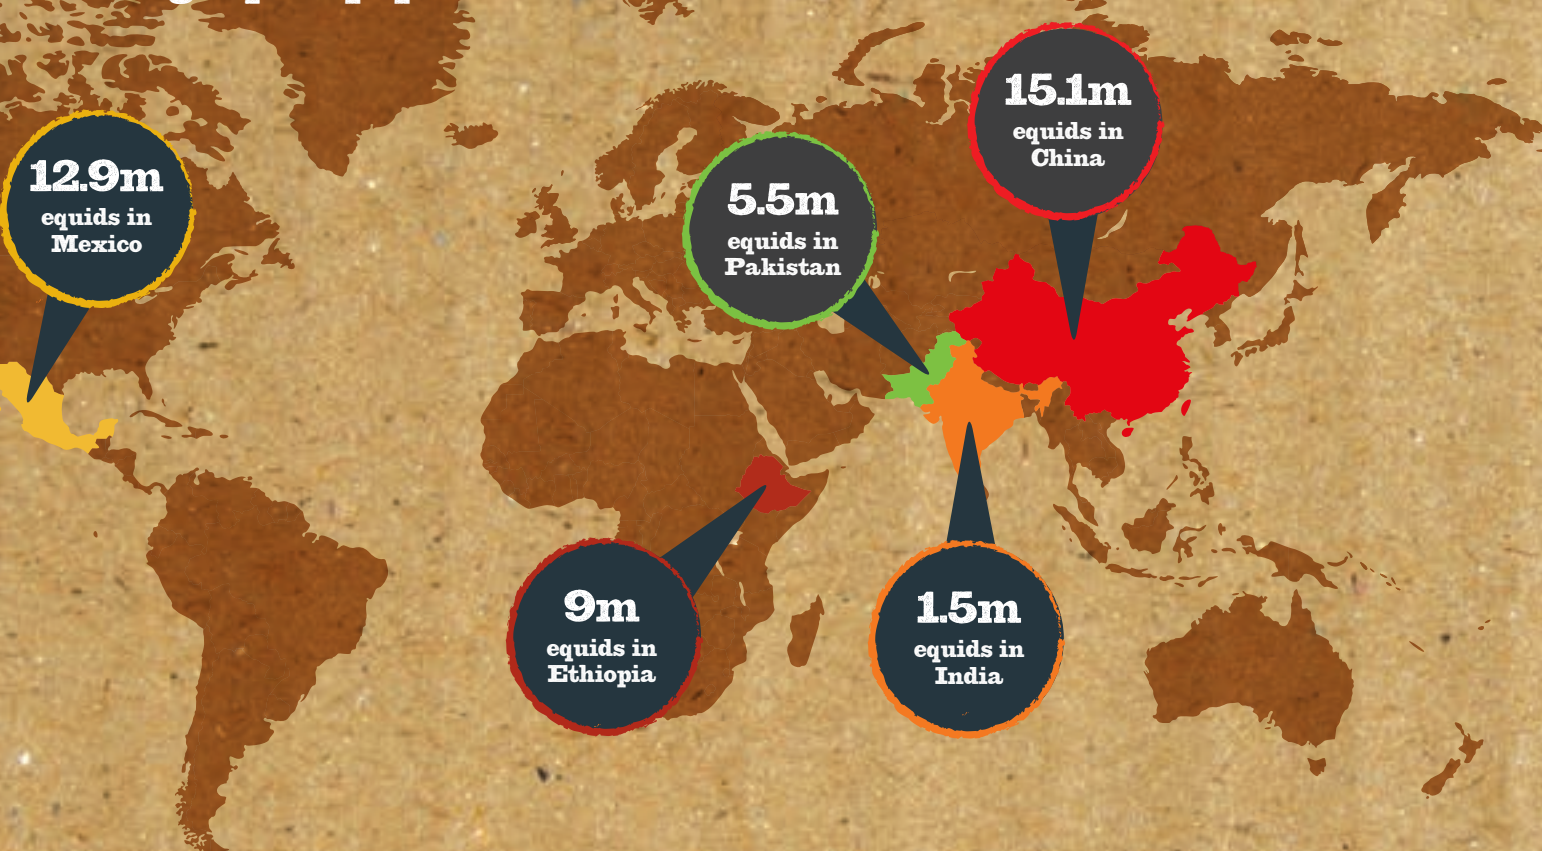 15.1m
equids in
China
12.9m
equids in
Mexico
5.5m
equids in
Pakistan
9m
equids in
Ethiopia
1.5m
equids in
India